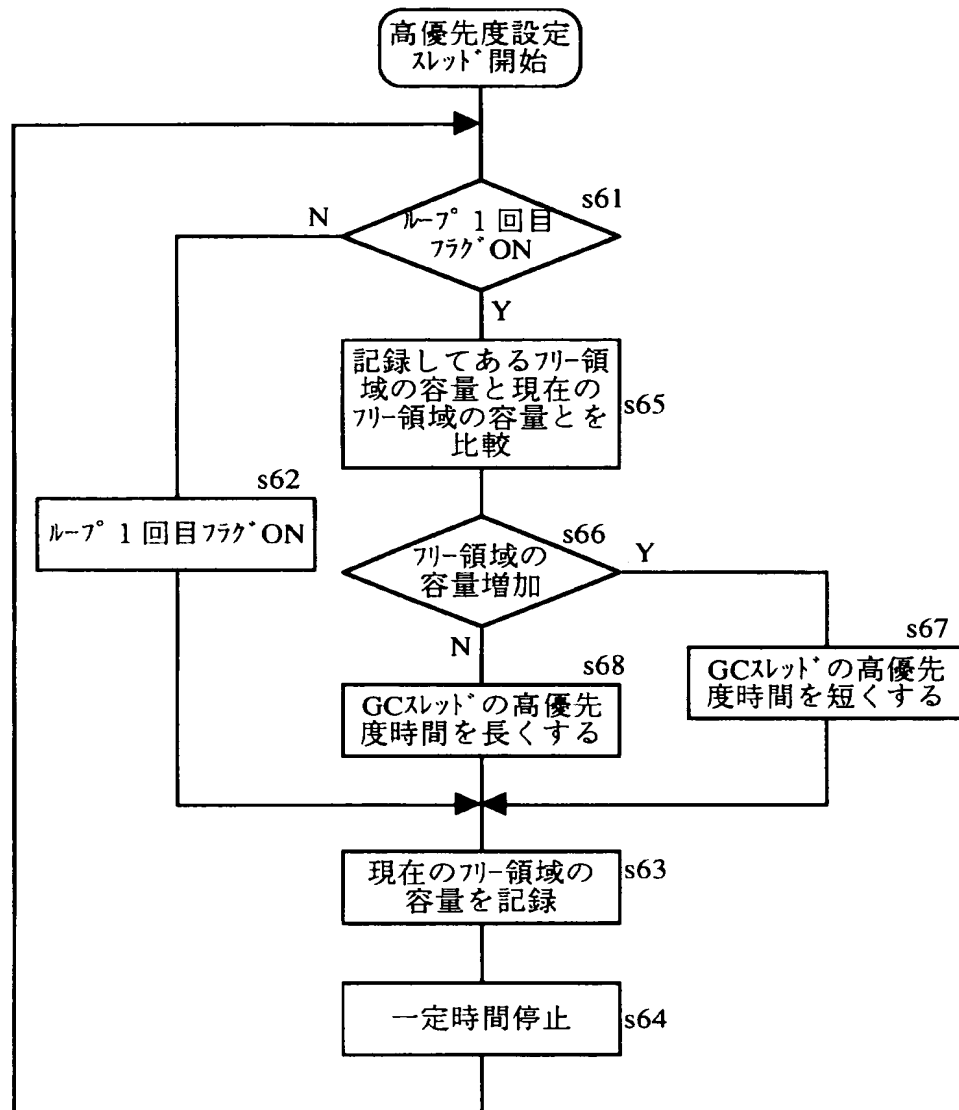 高優先度設定
ｽﾚｯﾄﾞ開始
s61
N
ﾙｰﾌﾟ1回目
ﾌﾗｸﾞON
Y
記録してあるﾌﾘｰ領
域の容量と現在の
ﾌﾘｰ領域の容量とを
比較
s65
s62
ﾙｰﾌﾟ1回目ﾌﾗｸﾞON
s66
ﾌﾘｰ領域の
容量増加
Y
N
s67
GCｽﾚｯﾄﾞの高優先
度時間を短くする
s68
GCｽﾚｯﾄﾞの高優先
度時間を長くする
現在のﾌﾘｰ領域の
容量を記録
s63
一定時間停止
s64